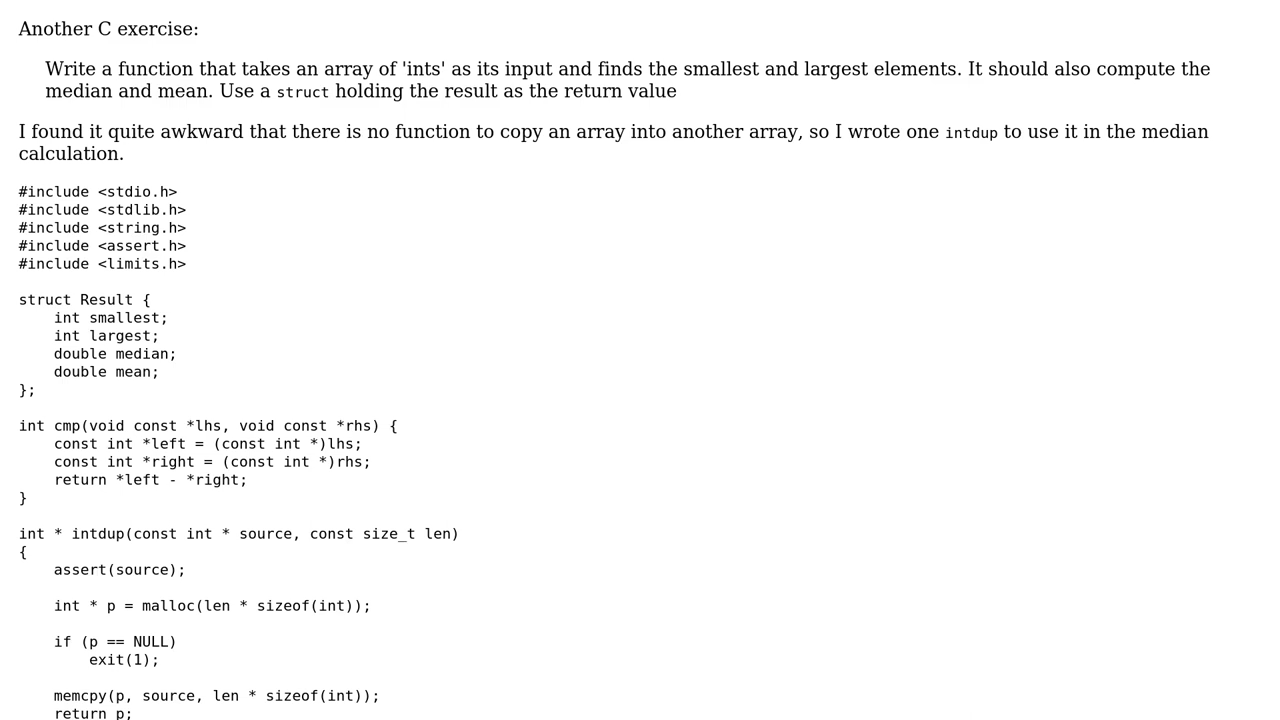 Another C exercise:
Write a function that takes an array of 'ints' as its input and finds the smallest and largest elements. It should also compute the
median and mean. Use a struct holding the result as the return value
I found it quite awkward that there is no function to copy an array into another array, so I wrote one intdup to use it in the median
calculation.
#include <stdio.h>
#include <stdlib.h>
#include <string.h>
#include <assert.h>
#include <limits.h>
struct Result {
    int smallest;
    int largest;
    double median;
    double mean;
};
int cmp(void const *lhs, void const *rhs) {
    const int *left = (const int *)lhs;
    const int *right = (const int *)rhs;
    return *left - *right;
}
int * intdup(const int * source, const size_t len)
{
    assert(source);
    int * p = malloc(len * sizeof(int));
    if (p == NULL)
        exit(1);
    memcpy(p, source, len * sizeof(int));
    return p;